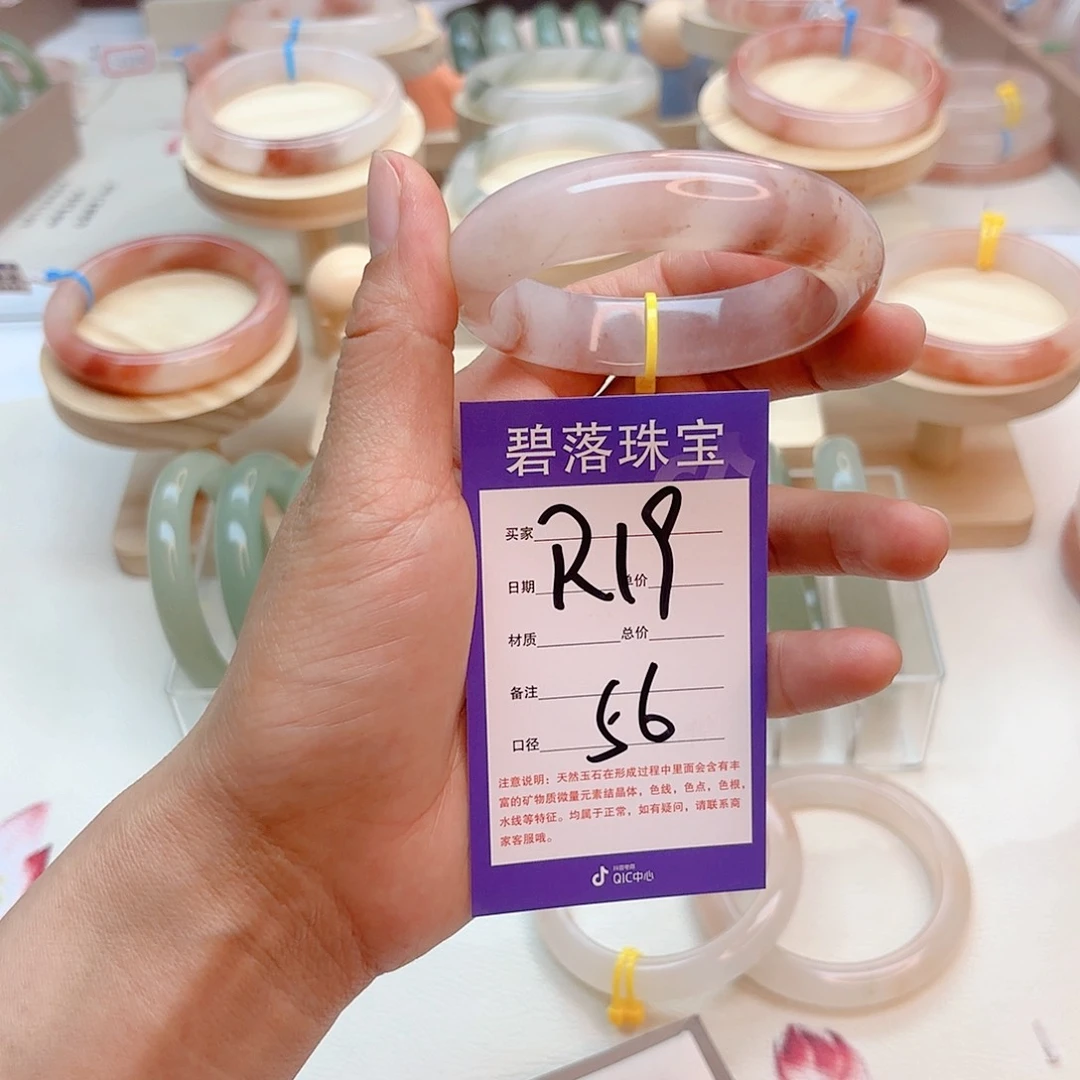 碧落珠宝
买家 R19
日期 单价
材质 总价
备注
口径 56
注意说明：天然玉石在形成过程中里面会含有丰
富的矿物质微量元素结晶体，色线，色点，色根，
水线等特征。均属于正常，如有疑问，请联系商
家客服哦。
抖音电商
QIC中心